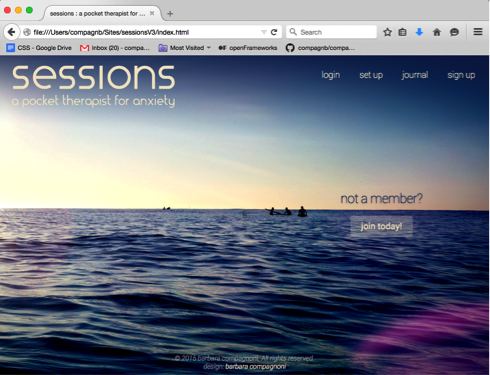 sessions : a pocket therapist for ...
file:///Users/compagnb/Sites/sessionsV3/index.html
Search
CSS - Google Drive
Inbox (20) - compa...
Most Visited
openFrameworks
compagnb/compa...
sessions
a pocket therapist for anxiety
login
set up
journal
sign up
not a member?
join today!
© 2015 barbara compagnoni. All rights reserved.
design: barbara compagnoni